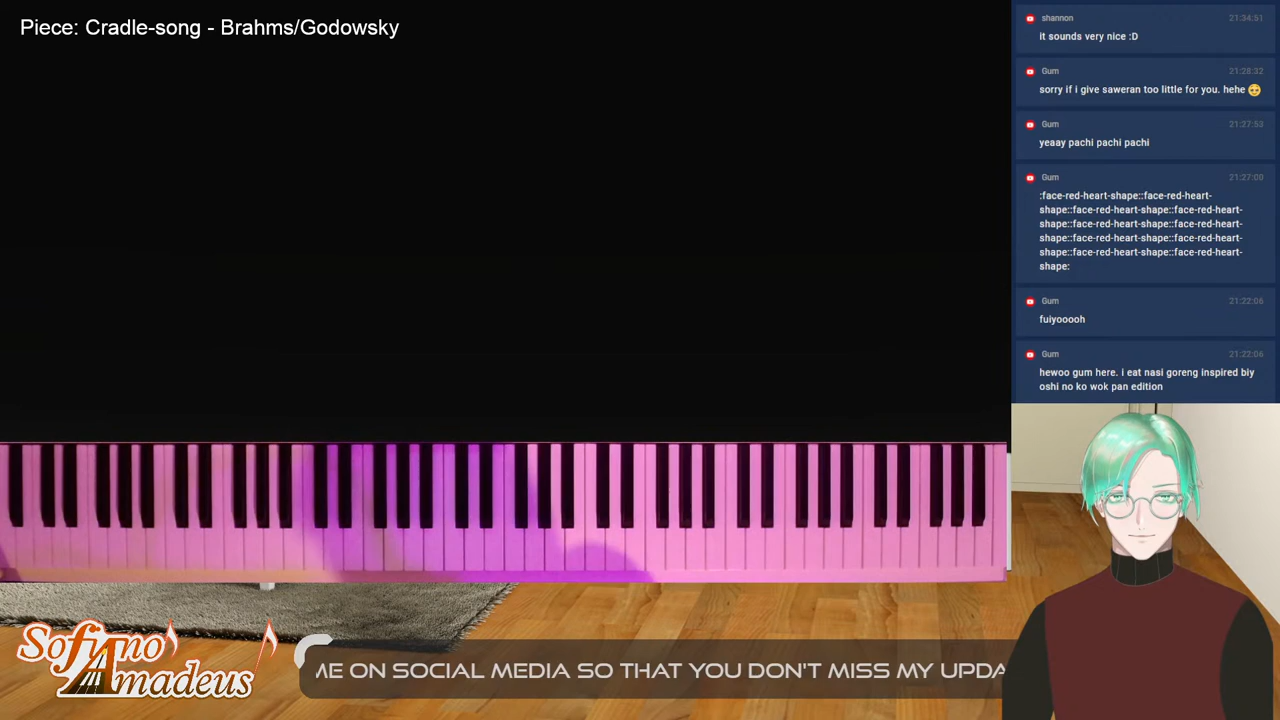 Piece: Cradle-song - Brahms/Godowsky
shannon 21:34:51
it sounds very nice :D
Gum 21:28:32
sorry if i give saweran too little for you. hehe
Gum 21:27:53
yeaay pachi pachi pachi
Gum 21:27:00
:face-red-heart-shape::face-red-heart-
shape::face-red-heart-shape::face-red-heart-
shape::face-red-heart-shape::face-red-heart-
shape::face-red-heart-shape::face-red-heart-
shape::face-red-heart-shape::face-red-heart-
shape:
Gum 21:22:06
fuiyooooh
Gum 21:22:06
hewoo gum here. i eat nasi goreng inspired biy
oshi no ko wok pan edition
Sofiano
Amadeus
ME ON SOCIAL MEDIA SO THAT YOU DON'T MISS MY UPDA